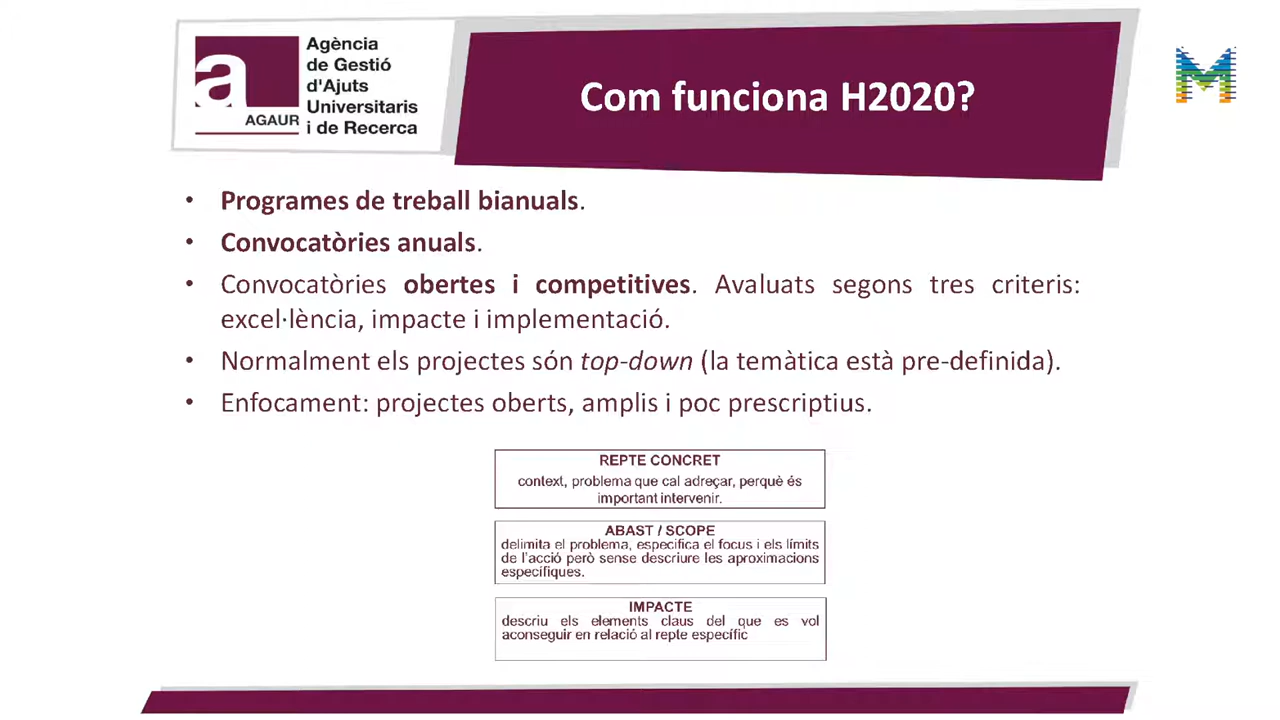 Agència
de Gestió
d'Ajuts
Universitaris
i de Recerca
a
AGAUR
Com funciona H2020?
M
• Programes de treball bianuals.
• Convocatòries anuals.
• Convocatòries obertes i competitives. Avaluats segons tres criteris:
excel·lència, impacte i implementació.
• Normalment els projectes són top-down (la temàtica està pre-definida).
• Enfocament: projectes oberts, amplis i poc prescriptius.
REPTE CONCRET
context, problema que cal adreçar, perquè és
important intervenir.
ABAST / SCOPE
delimita el problema, especifica el focus i els límits
de l'acció però sense descriure les aproximacions
específiques.
IMPACTE
descriu els elements claus del que es vol
aconseguir en relació al repte específic